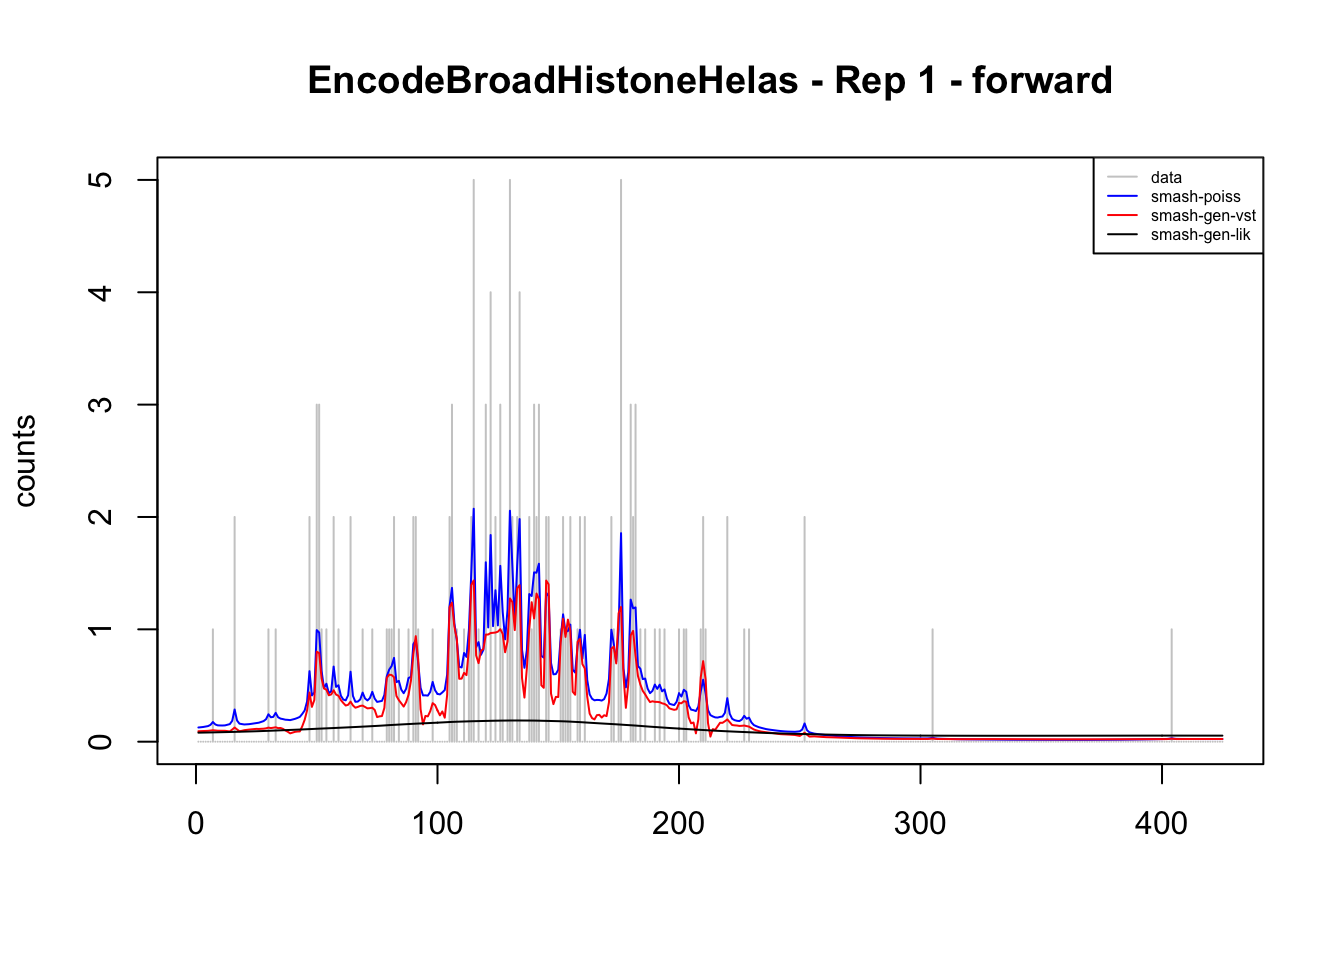 EncodeBroadHistoneHelas - Rep 1 - forward
data
smash-poiss
smash-gen-vst
smash-gen-lik
counts
5
4
3
2
1
0
0 100 200 300 400